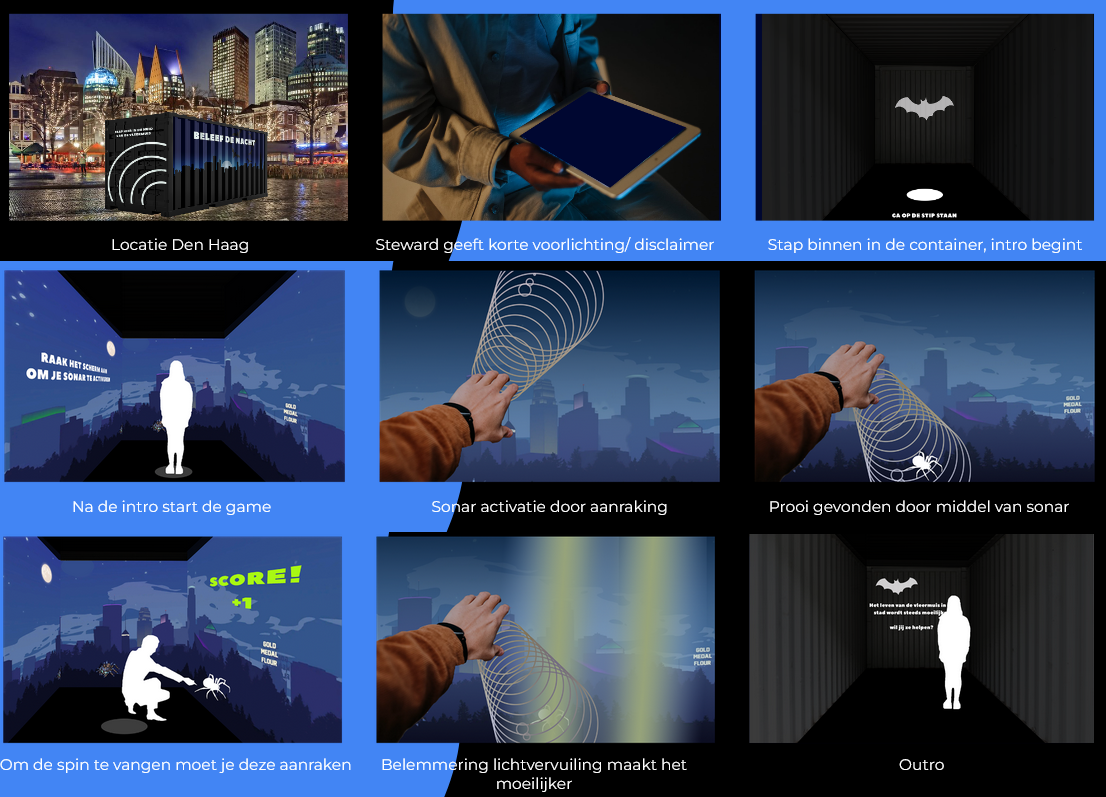 BELEEF DE NACHT
Locatie Den Haag
Steward geeft korte voorlichting/ disclaimer
GA OP DE STIP STAAN
Stap binnen in de container, intro begint
RAAK HET SCHERM AAN
OM JE SONAR TE ACTIVEREN
GOLD
MEDAL
FLOUR
Na de intro start de game
Sonar activatie door aanraking
GOLD
MEDAL
FLOUR
Prooi gevonden door middel van sonar
SCORE!
+1
GOLD
MEDAL
FLOUR
Om de spin te vangen moet je deze aanraken
GOLD
MEDAL
FLOUR
Belemmering lichtvervuiling maakt het
moeilijker
Het leven van de vleermuis in
stad wordt steeds
wil jij ze helpen?
Outro